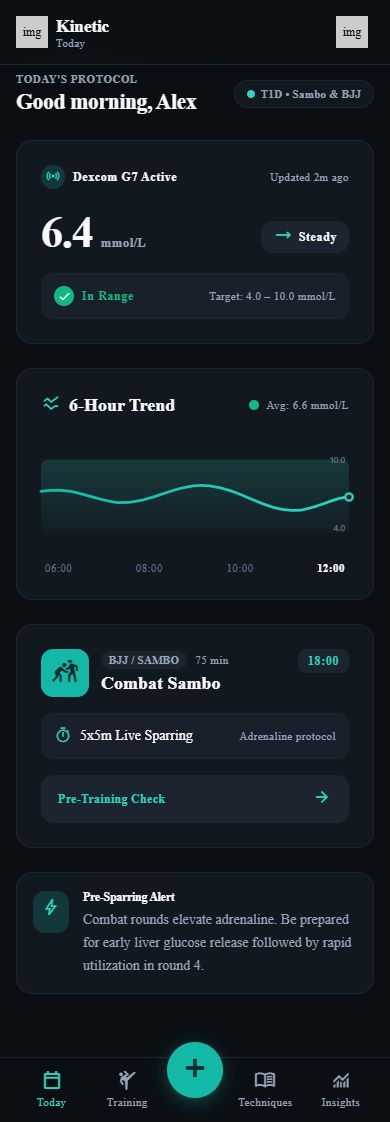 img
Kinetic
Today
img
TODAY'S PROTOCOL
Good morning, Alex
T1D • Sambo & BJJ
Dexcom G7 Active
Updated 2m ago
6.4 mmol/L
Steady
In Range
Target: 4.0 – 10.0 mmol/L
6-Hour Trend
Avg: 6.6 mmol/L
10.0
4.0
06:00
08:00
10:00
12:00
BJJ / SAMBO
75 min
18:00
Combat Sambo
5x5m Live Sparring
Adrenaline protocol
Pre-Training Check
Pre-Sparring Alert
Combat rounds elevate adrenaline. Be prepared
for early liver glucose release followed by rapid
utilization in round 4.
Today
Training
Techniques
Insights